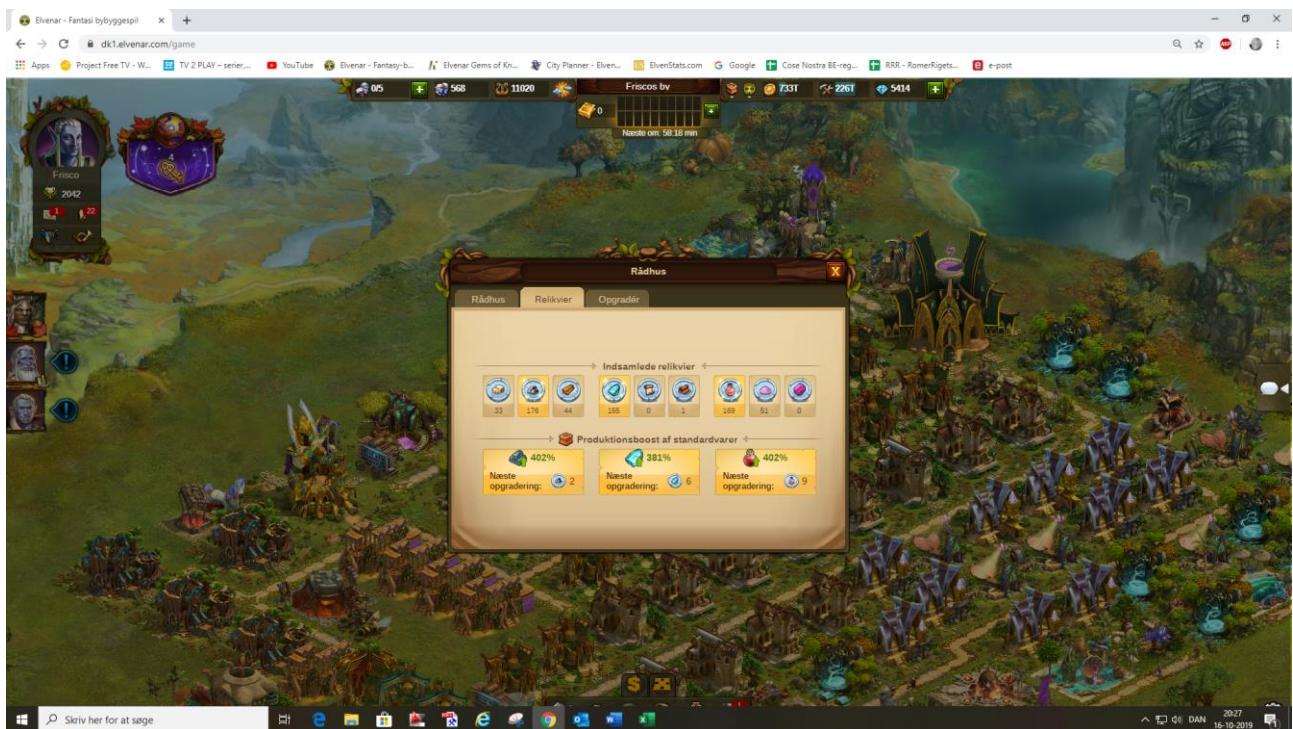 Elvenar - Fantasi bybyggespil
dk1.elvenar.com/game
Apps Project Free TV - W... TV 2 PLAY – serier,... YouTube Elvenar - Fantasy-b... Elvenar Gems of Kn... City Planner - Elven... ElvenStats.com Google Cose Nostra BE-reg... RRR - RomerRigets... e-post
0/5 568 11020 Friscos by 733T 226T 5414
0
Næste om: 58:18 min
4
Frisco
2042
1 22
Rådhus
Rådhus Relikvier Opgradér
Indsamlede relikvier
33 176 44 155 0 1 169 51 0
Produktionsboost af standardvarer
402% 381% 402%
Næste opgradering: 2 Næste opgradering: 6 Næste opgradering: 9
Skriv her for at søge
DAN
20:27
16-10-2019